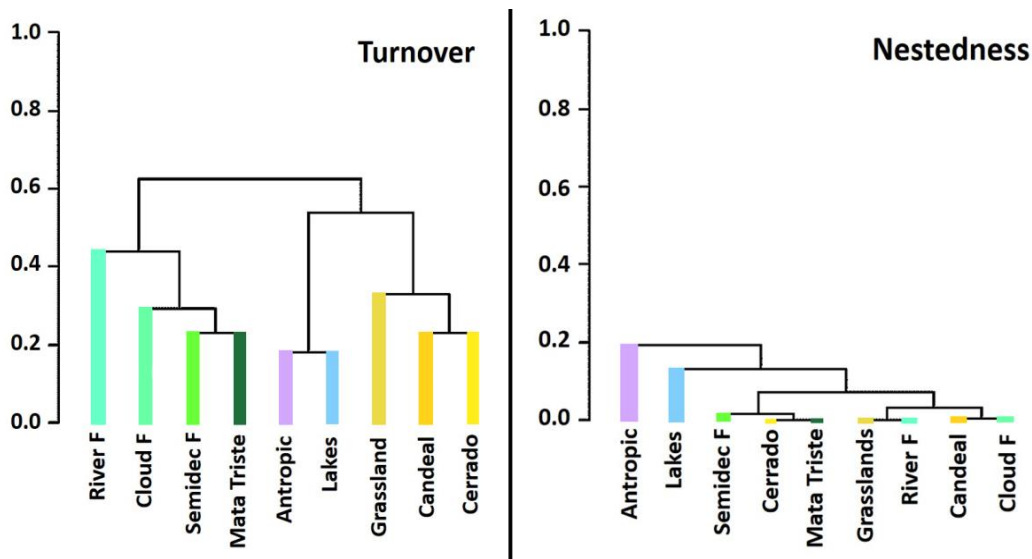 Turnover
1.0
0.8
0.6
0.4
0.2
0.0
River F
Cloud F
Semidec F
Mata Triste
Antropic
Lakes
Grassland
Candeal
Cerrado
Nestedness
1.0
0.8
0.6
0.4
0.2
0.0
Antropic
Lakes
Semidec F
Cerrado
Mata Triste
Grasslands
River F
Candeal
Cloud F